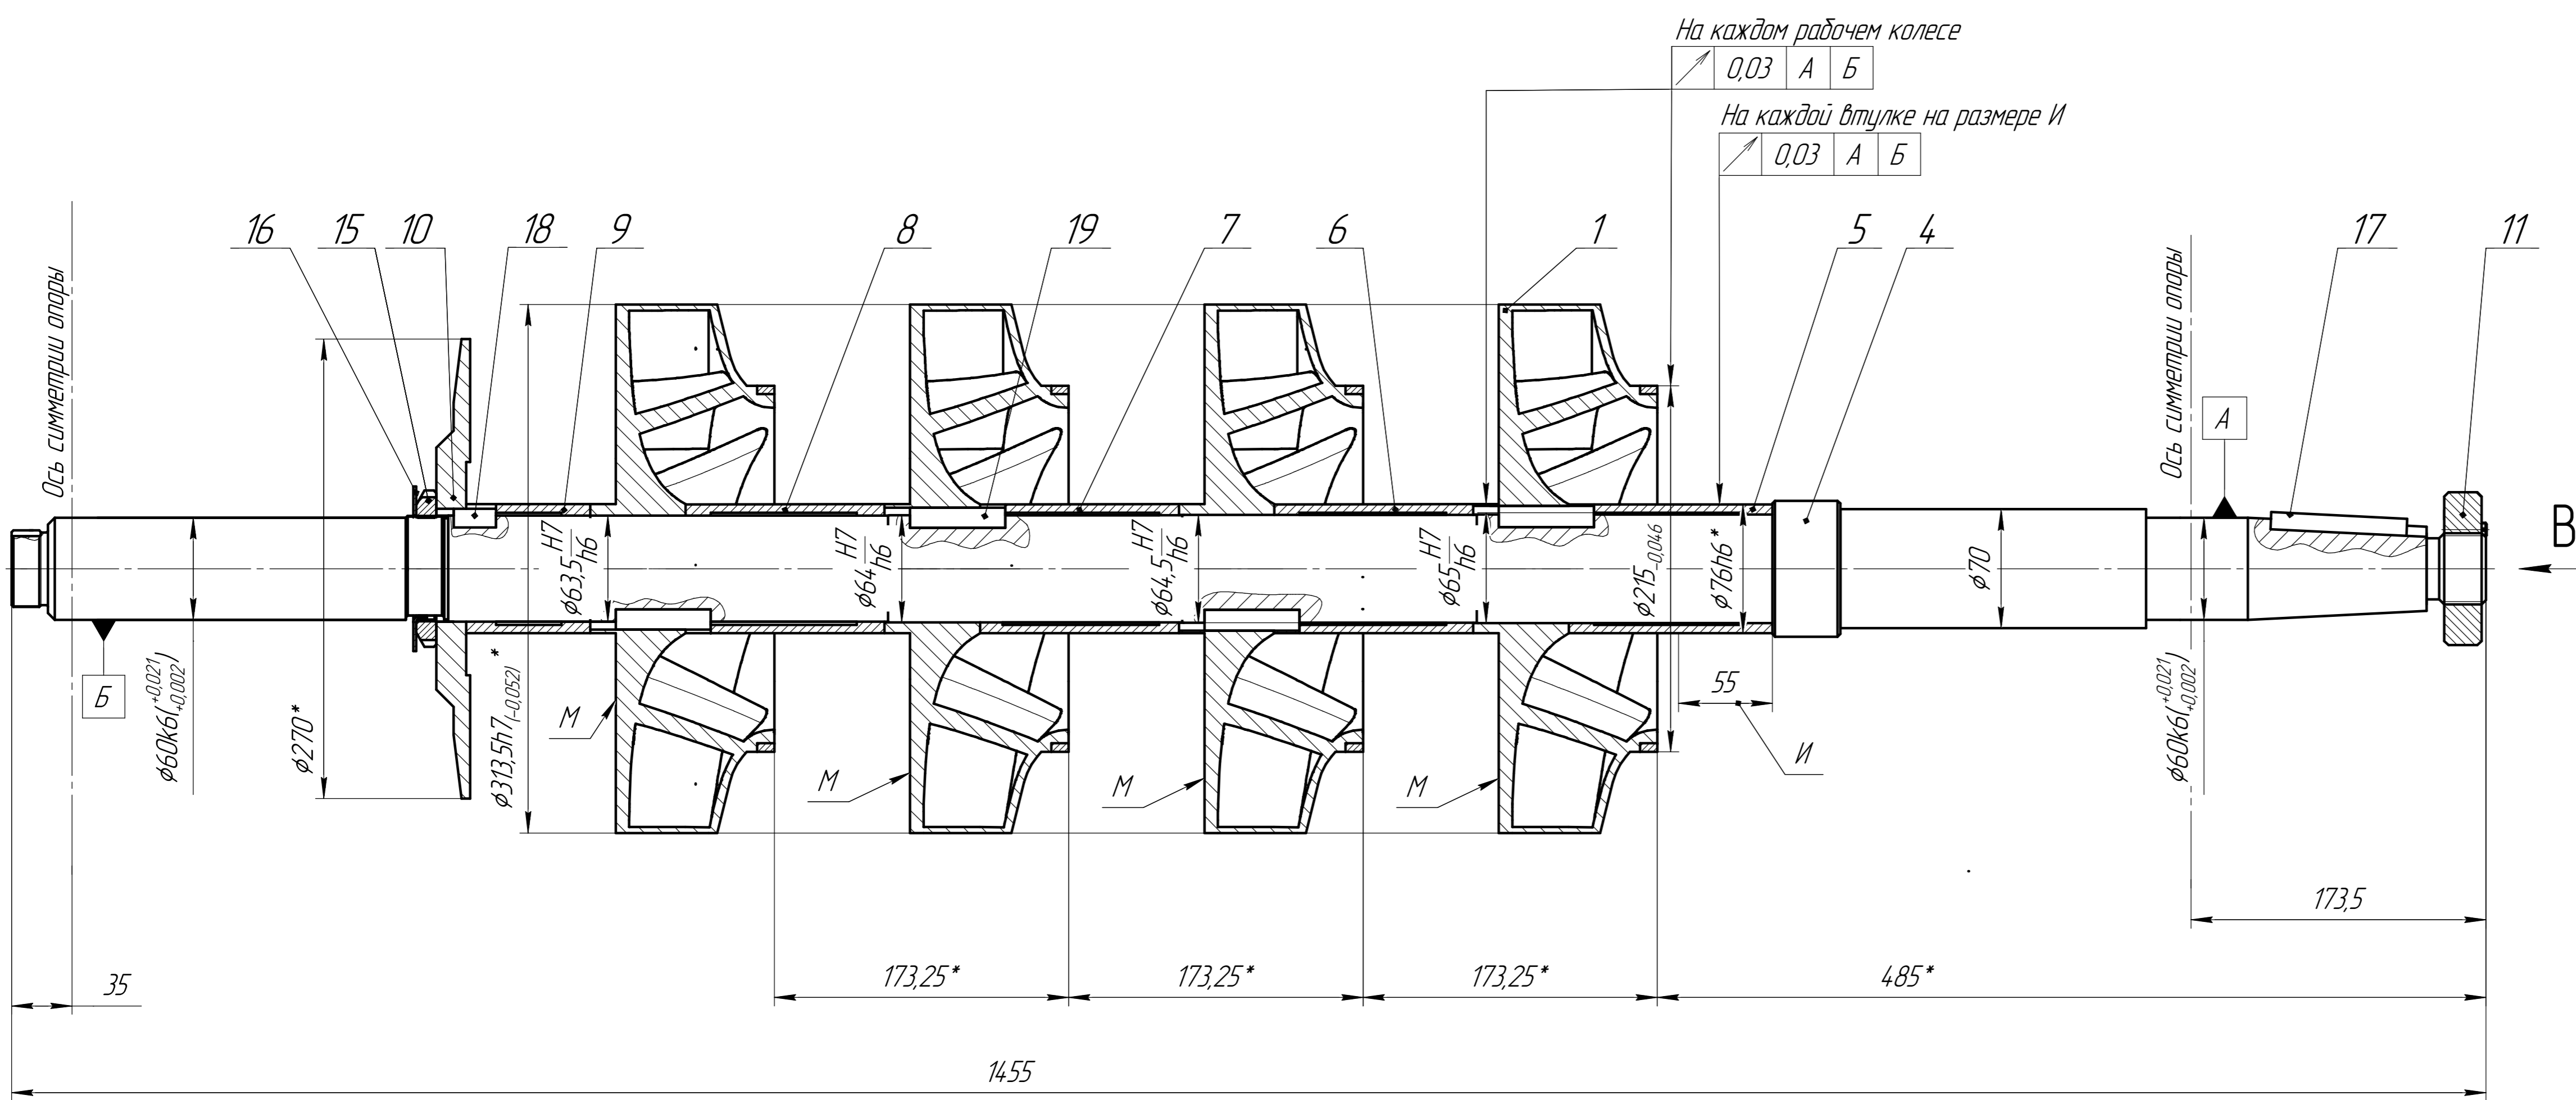 На каждом рабочем колесе
0,03 А Б
На каждой втулке на размере И
0,03 А Б
16 15 10 18 9 8 19 7 6 1 5 4 17 11
Ось симметрии опоры
Ось симметрии опоры
А
В
Б
ϕ60k6(+0,021 +0,002)
ϕ270*
ϕ313,5h7(-0,052)*
ϕ63,5 H7/h6
ϕ64 H7/h6
ϕ64,5 H7/h6
ϕ65 H7/h6
ϕ215-0,046
ϕ76h6*
ϕ70
ϕ60k6(+0,021 +0,002)
М
М
М
М
55
И
173,5
35
173,25*
173,25*
173,25*
485*
1455